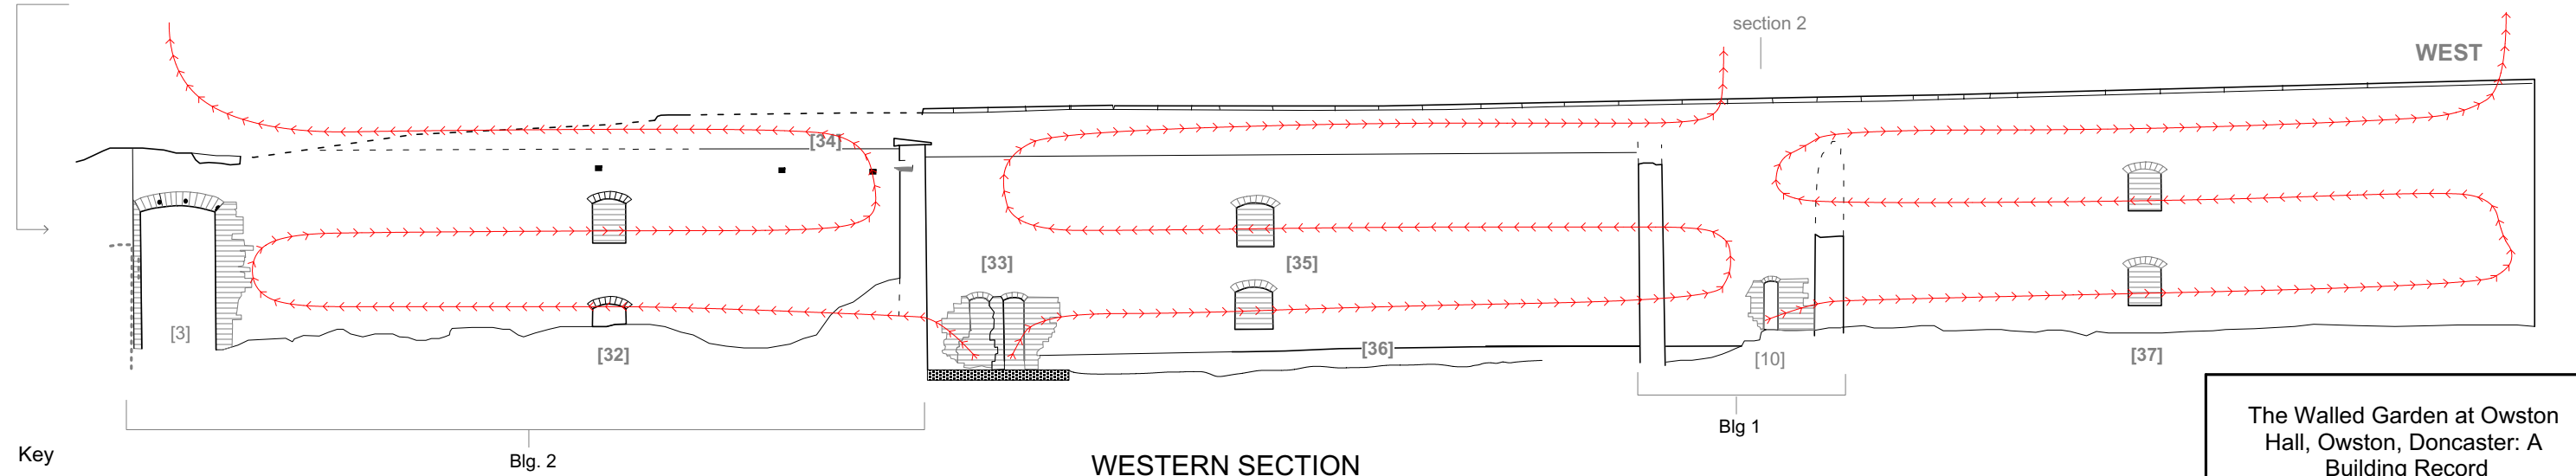 section 2
WEST
[34]
[33]
[35]
[3]
[32]
[36]
[10]
[37]
Blg 1
Key
Blg. 2
WESTERN SECTION
The Walled Garden at Owston
Hall, Owston, Doncaster: A
Building Record